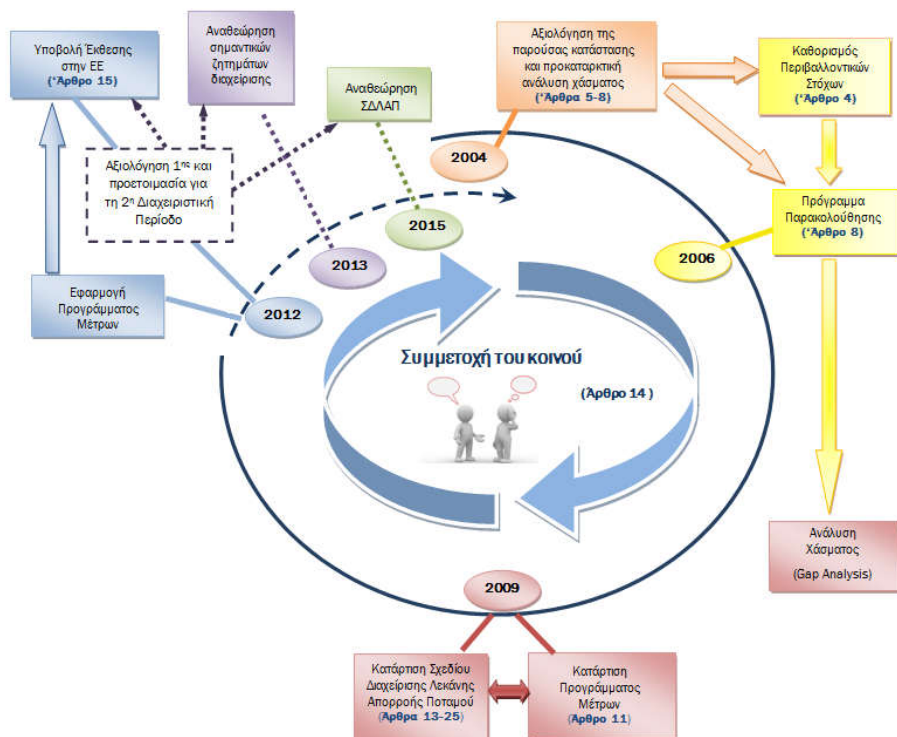 Υποβολή Έκθεσης
στην ΕΕ
(‘Άρθρο 15)
Αναθεώρηση
σημαντικών
ζητημάτων
διαχείρισης
Αναθεώρηση
ΣΔΛΑΠ
Αξιολόγηση της
παρούσας κατάστασης
και προκαταρκτική
ανάλυση χάσματος
(‘Άρθρα 5-8)
Καθορισμός
Περιβαλλοντικών
Στόχων
(‘Άρθρο 4)
Αξιολόγηση 1ης και
προετοιμασία για
τη 2η Διαχειριστική
Περίοδο
2004
Πρόγραμμα
Παρακολούθησης
(‘Άρθρο 8)
2015
2013
2006
Εφαρμογή
Προγράμματος
Μέτρων
2012
Συμμετοχή του κοινού
(Άρθρο 14 )
Ανάλυση
Χάσματος
(Gap Analysis)
2009
Κατάρτιση Σχεδίου
Διαχείρισης Λεκάνης
Απορροής Ποταμού
(Άρθρα 13-25)
Κατάρτιση
Προγράμματος
Μέτρων
(Άρθρο 11)